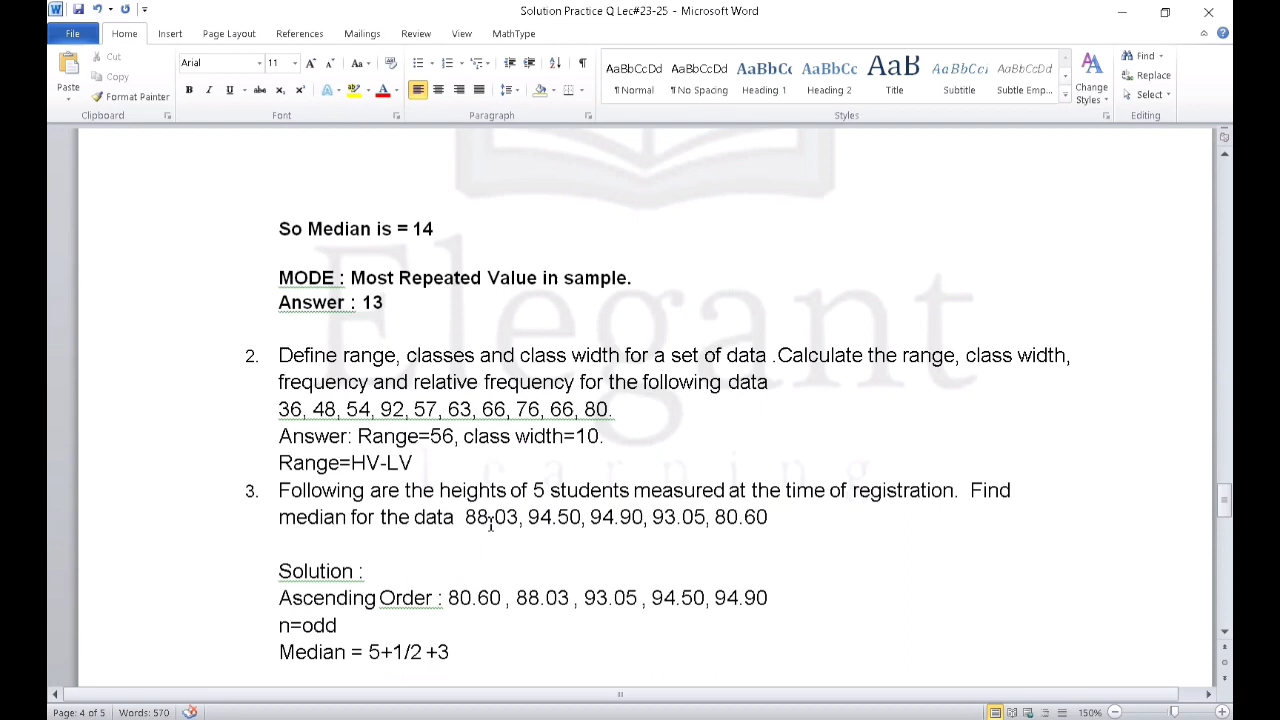 Solution Practice Q Lec#23-25 - Microsoft Word
File Home Insert Page Layout References Mailings Review View MathType
Paste
Cut
Copy
Format Painter
Clipboard
Arial 11
Font
Paragraph
AaBbCcDd AaBbCcDd AaBbCc AaBbCc AaB AaBbCcI AaBbCcDd
¶ Normal ¶ No Spacing Heading 1 Heading 2 Title Subtitle Subtle Emp...
Change Styles
Styles
Find
Replace
Select
Editing
Elegant
Learning
So Median is = 14
MODE : Most Repeated Value in sample.
Answer : 13
2. Define range, classes and class width for a set of data .Calculate the range, class width,
frequency and relative frequency for the following data
36, 48, 54, 92, 57, 63, 66, 76, 66, 80.
Answer: Range=56, class width=10.
Range=HV-LV
3. Following are the heights of 5 students measured at the time of registration. Find
median for the data 88.03, 94.50, 94.90, 93.05, 80.60
Solution :
Ascending Order : 80.60 , 88.03 , 93.05 , 94.50, 94.90
n=odd
Median = 5+1/2 +3
Page: 4 of 5 Words: 570 150%